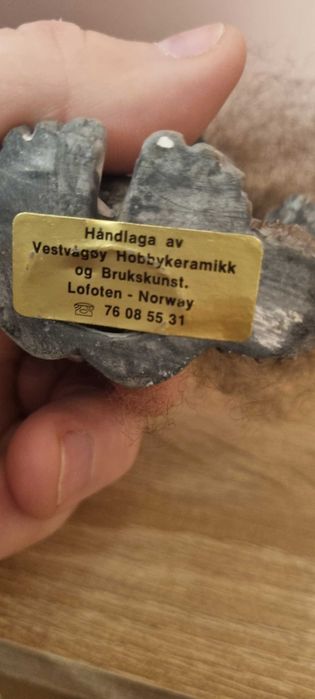 Håndlaga av
Vestvågøy Hobbykeramikk
og Brukskunst.
Lofoten - Norway
☏ 76 08 55 31